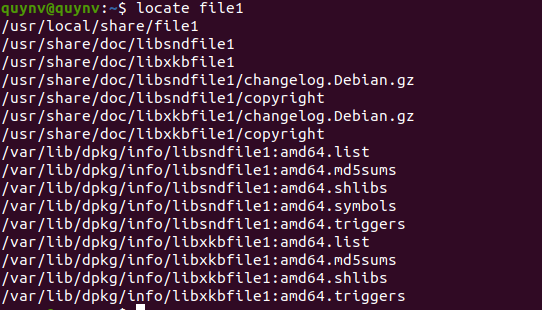 quynv@quynv:~$ locate file1
/usr/local/share/file1
/usr/share/doc/libsndfile1
/usr/share/doc/libxkbfile1
/usr/share/doc/libsndfile1/changelog.Debian.gz
/usr/share/doc/libsndfile1/copyright
/usr/share/doc/libxkbfile1/changelog.Debian.gz
/usr/share/doc/libxkbfile1/copyright
/var/lib/dpkg/info/libsndfile1:amd64.list
/var/lib/dpkg/info/libsndfile1:amd64.md5sums
/var/lib/dpkg/info/libsndfile1:amd64.shlibs
/var/lib/dpkg/info/libsndfile1:amd64.symbols
/var/lib/dpkg/info/libsndfile1:amd64.triggers
/var/lib/dpkg/info/libxkbfile1:amd64.list
/var/lib/dpkg/info/libxkbfile1:amd64.md5sums
/var/lib/dpkg/info/libxkbfile1:amd64.shlibs
/var/lib/dpkg/info/libxkbfile1:amd64.triggers